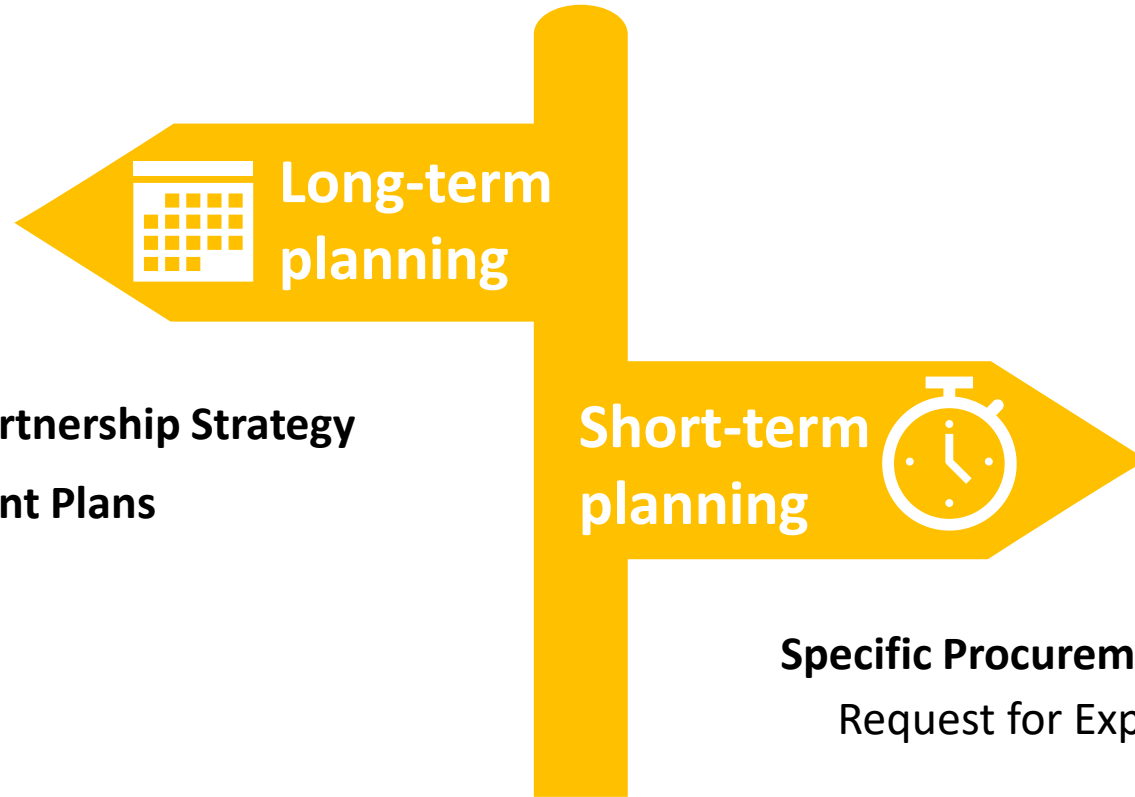 Long-term
planning
rtnership Strategy
nt Plans
Short-term
planning
Specific Procurem
Request for Exp